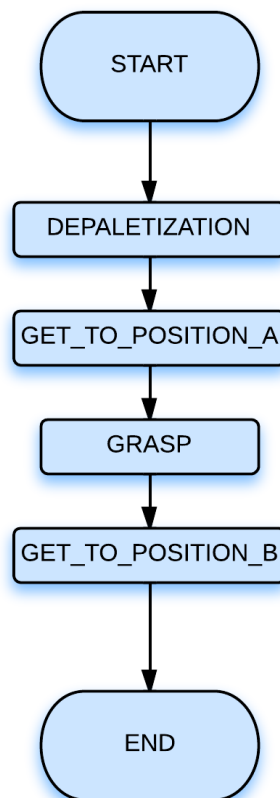 START
DEPALETIZATION
GET_TO_POSITION_A
GRASP
GET_TO_POSITION_B
END